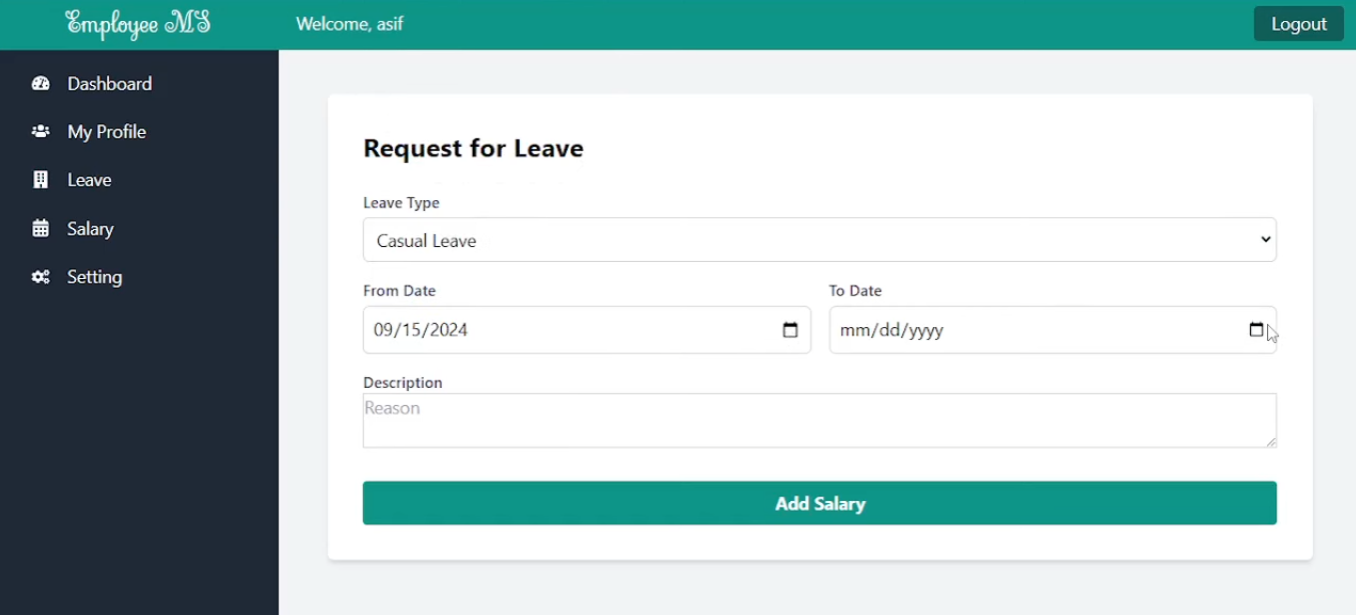 Employee MS
Welcome, asif
Logout
Dashboard
My Profile
Leave
Salary
Setting
Request for Leave
Leave Type
Casual Leave
From Date
To Date
09/15/2024
mm/dd/yyyy
Description
Reason
Add Salary